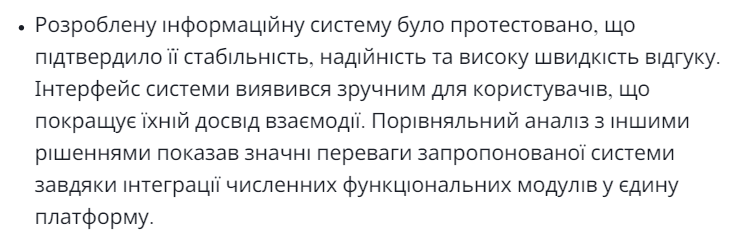 • Розроблену інформаційну систему було протестовано, що
підтвердило її стабільність, надійність та високу швидкість відгуку.
Інтерфейс системи виявився зручним для користувачів, що
покращує їхній досвід взаємодії. Порівняльний аналіз з іншими
рішеннями показав значні переваги запропонованої системи
завдяки інтеграції численних функціональних модулів у єдину
платформу.